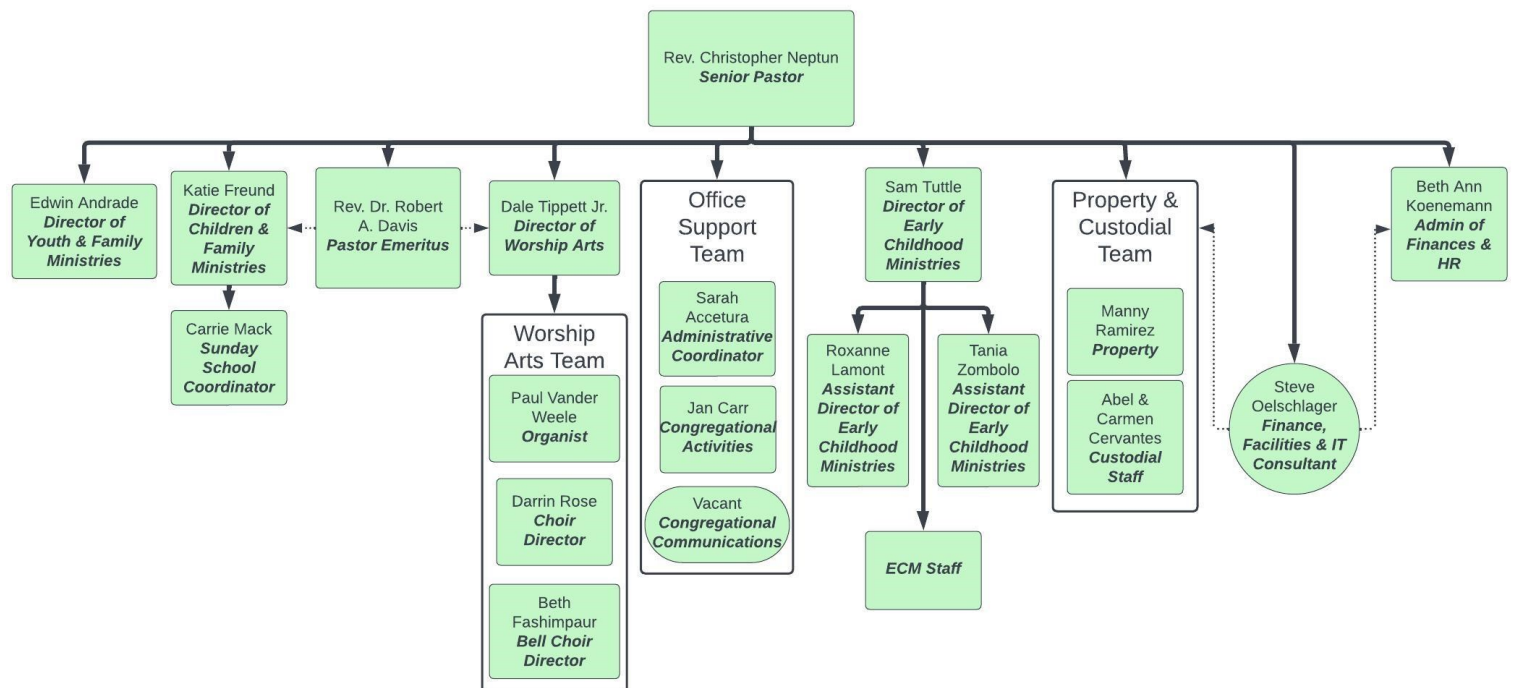 Rev. Christopher Neptun
Senior Pastor
Edwin Andrade
Director of
Youth & Family
Ministries
Katie Freund
Director of
Children &
Family
Ministries
Rev. Dr. Robert
A. Davis
Pastor Emeritus
Dale Tippett Jr.
Director of
Worship Arts
Office
Support
Team
Sam Tuttle
Director of
Early
Childhood
Ministries
Property &
Custodial
Team
Beth Ann
Koenemann
Admin of
Finances &
HR
Carrie Mack
Sunday
School
Coordinator
Worship
Arts Team
Paul Vander
Weele
Organist
Darrin Rose
Choir
Director
Beth
Fashimpaur
Bell Choir
Director
Sarah
Accetura
Administrative
Coordinator
Jan Carr
Congregational
Activities
Vacant
Congregational
Communications
Roxanne
Lamont
Assistant
Director of
Early
Childhood
Ministries
Tania
Zombolo
Assistant
Director of
Early
Childhood
Ministries
ECM Staff
Manny
Ramirez
Property
Abel &
Carmen
Cervantes
Custodial
Staff
Steve
Oelschlager
Finance,
Facilities & IT
Consultant